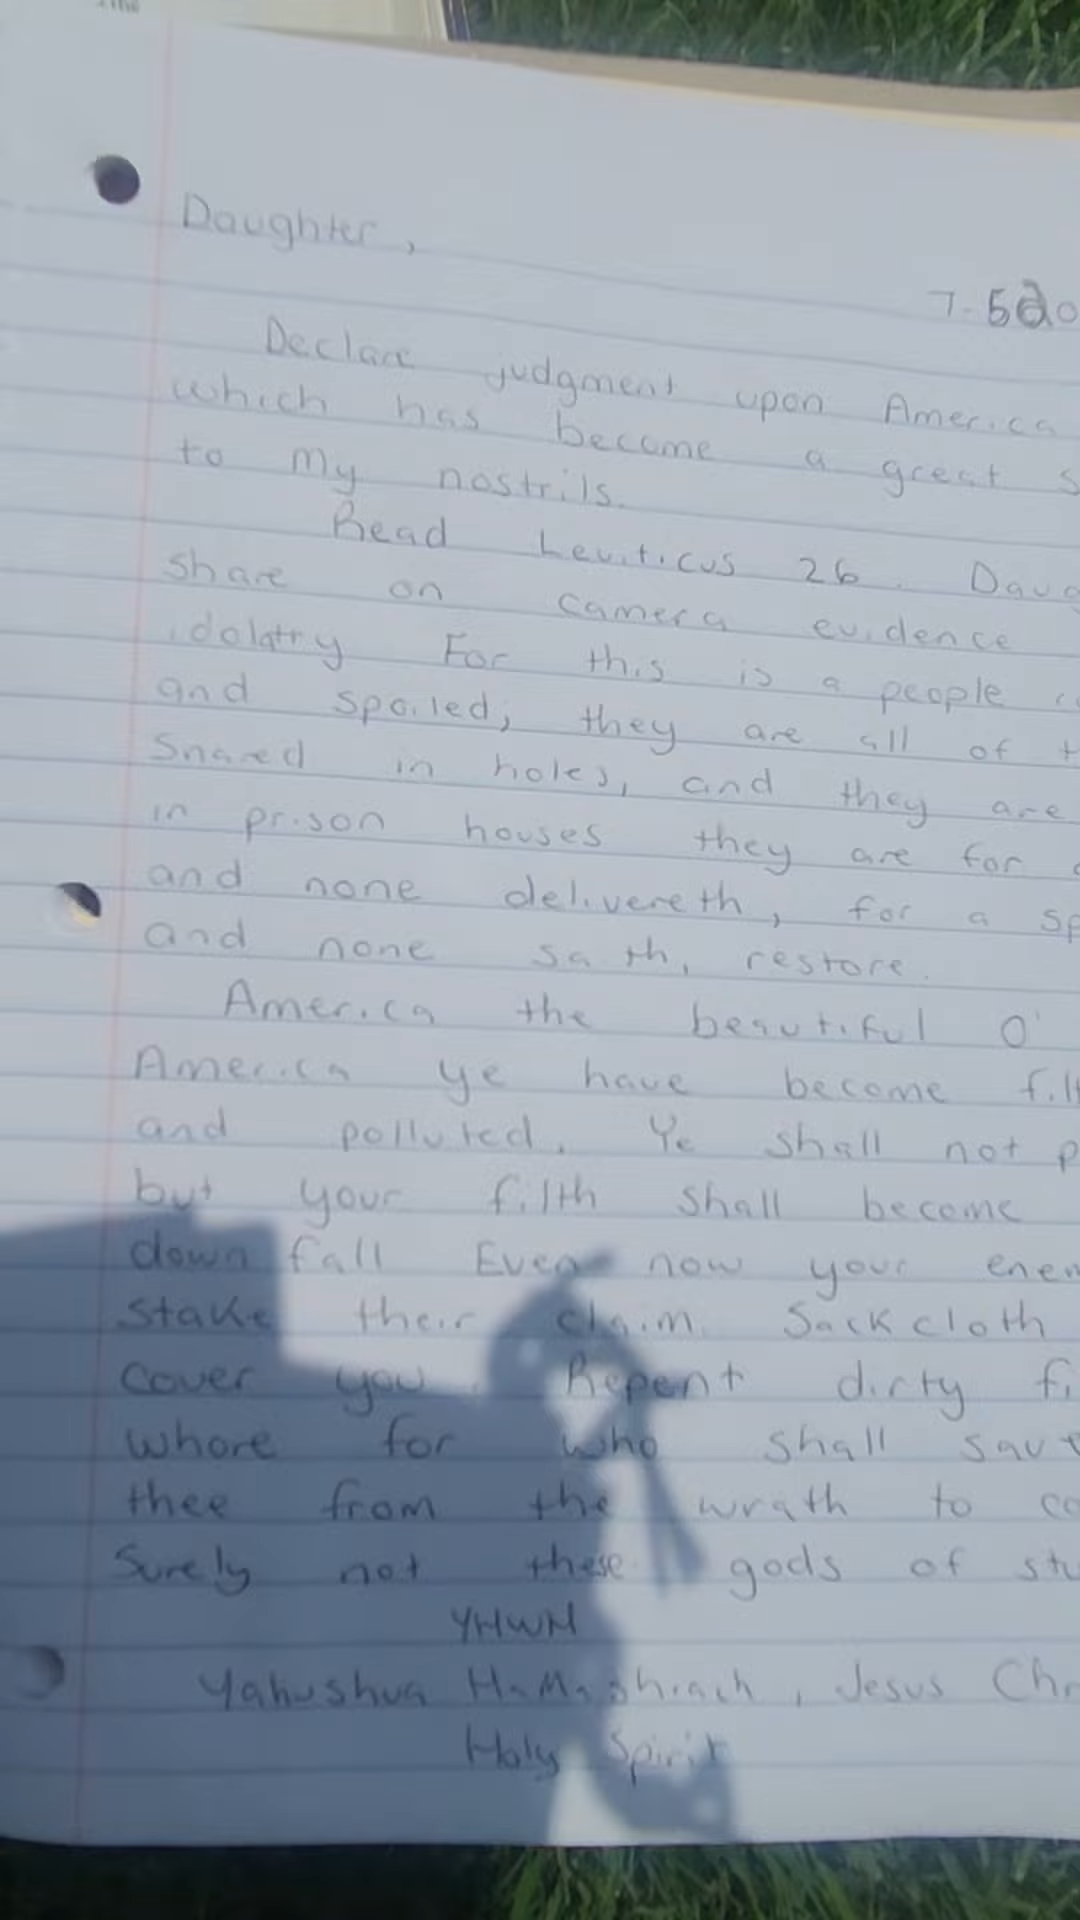 Daughter,
7-5
Declare judgment upon America
which has become a great
to my nostrils.
Read Leviticus 26.
share on camera evidence
idolatry For this is a people
and spoiled; they are all of
snared in holes, and they are
in prison houses they are for
and none delivereth, for a
and none saith, restore.
America the beautiful O'
America ye have become
and polluted. Ye shall not
but your filth shall become
down fall Even now your
stake their claim. Sackcloth
cover you. Repent dirty
whore for who shall save
thee from the wrath to
Surely not these gods of
YHWH
Yahushua HaMashiach, Jesus
Holy Spirit